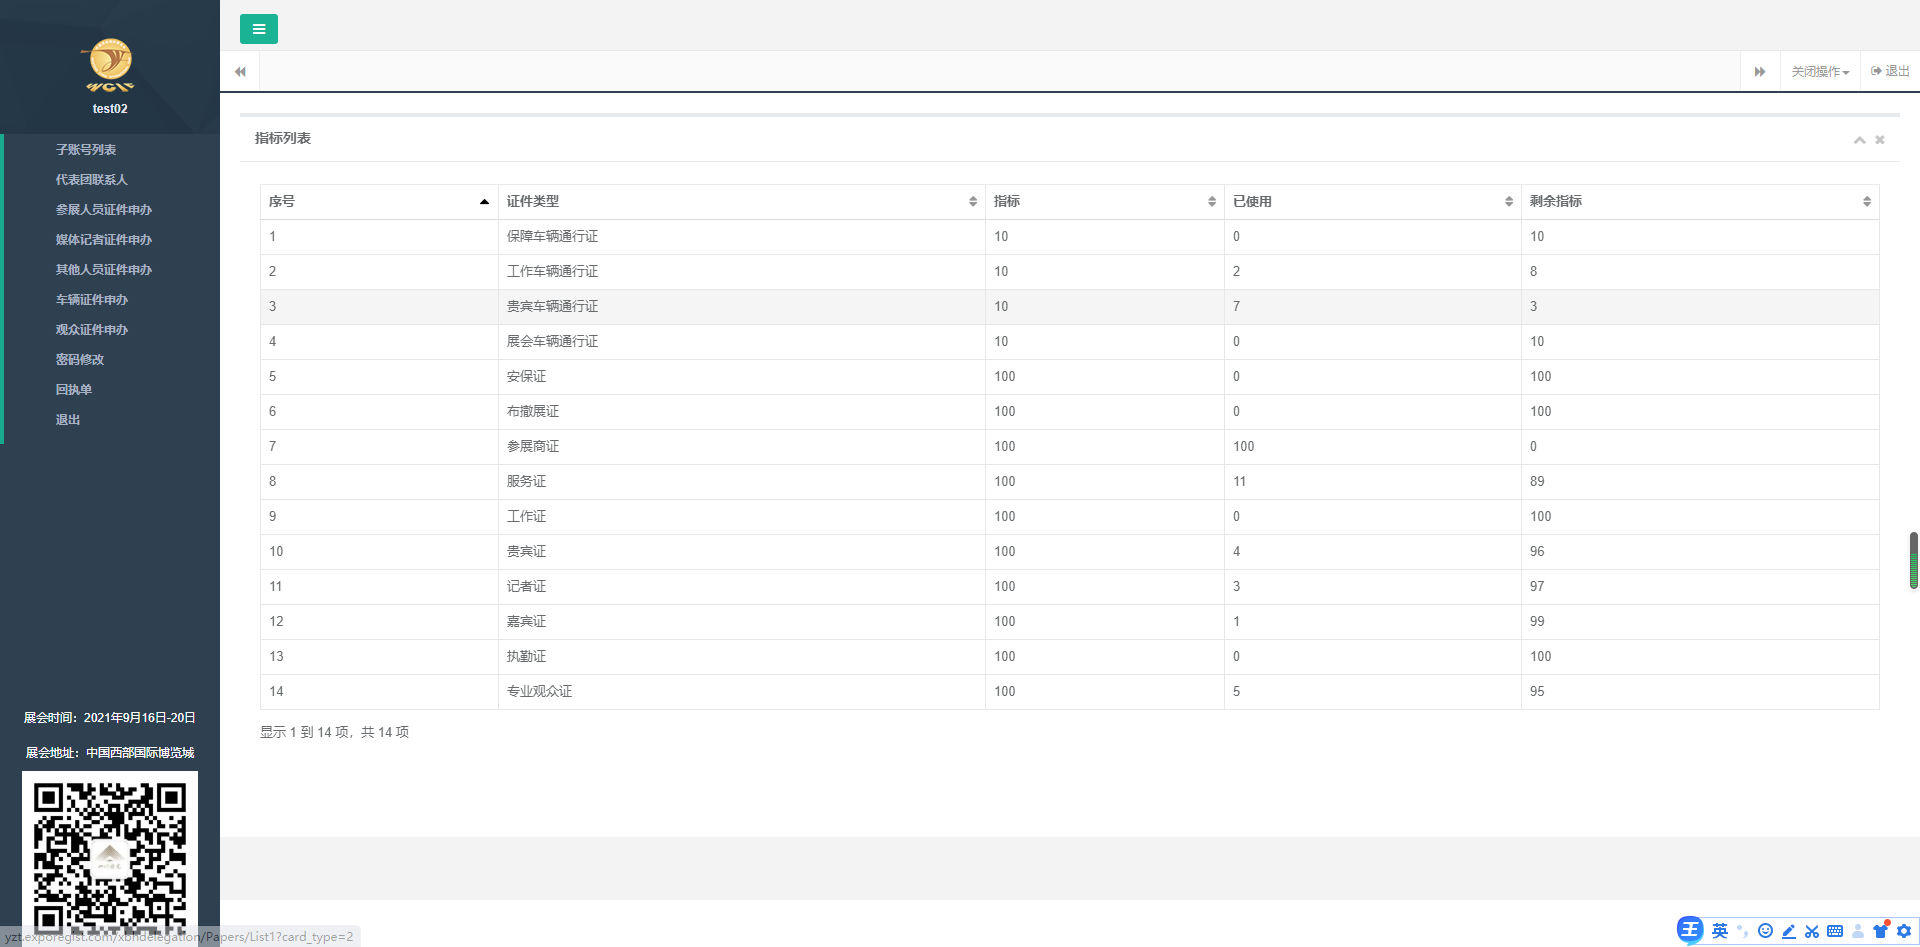 WCIF
test02
子账号列表
代表团联系人
参展人员证件申办
媒体记者证件申办
其他人员证件申办
车辆证件申办
观众证件申办
密码修改
回执单
退出
展会时间：2021年9月16日-20日
展会地址：中国西部国际博览城
yzt.exporegist.com/xbhdelegation/Papers/List1?card_type=2
关闭操作 退出
指标列表
序号 证件类型 指标 已使用 剩余指标
1 保障车辆通行证 10 0 10
2 工作车辆通行证 10 2 8
3 贵宾车辆通行证 10 7 3
4 展会车辆通行证 10 0 10
5 安保证 100 0 100
6 布撤展证 100 0 100
7 参展商证 100 100 0
8 服务证 100 11 89
9 工作证 100 0 100
10 贵宾证 100 4 96
11 记者证 100 3 97
12 嘉宾证 100 1 99
13 执勤证 100 0 100
14 专业观众证 100 5 95
显示 1 到 14 项，共 14 项
王 英